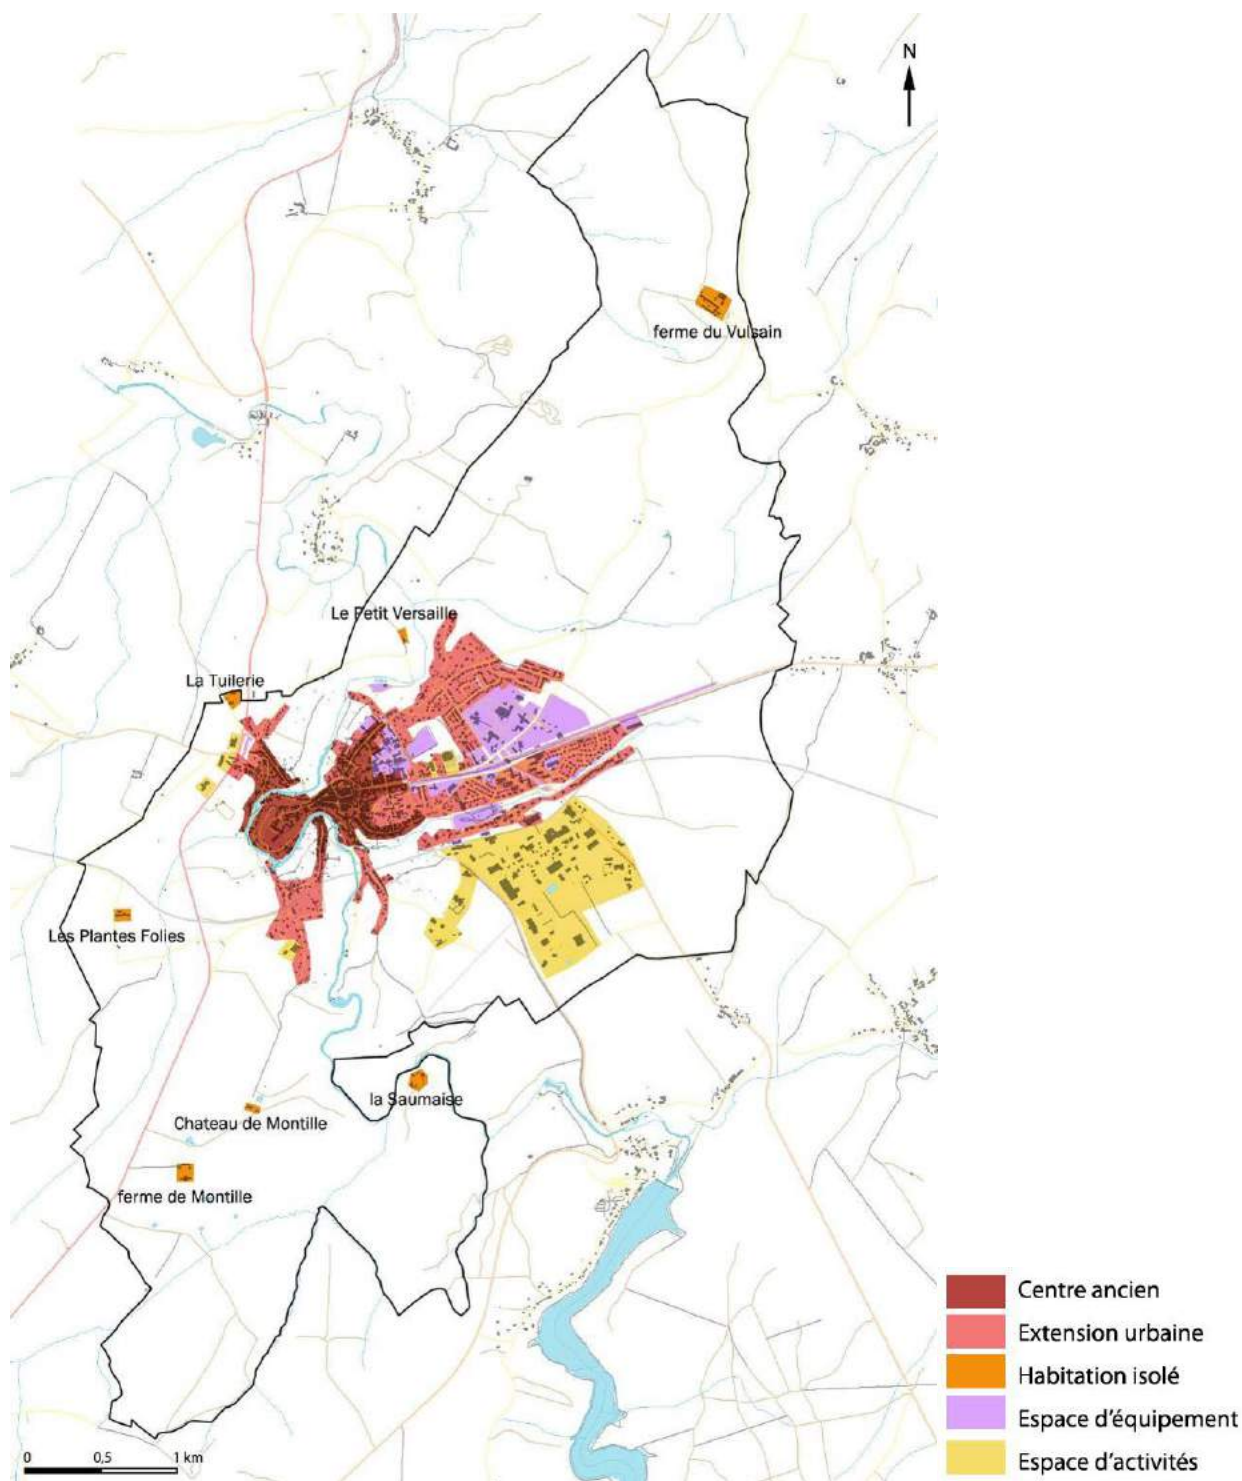 N
ferme du Vulsain
Le Petit Versaille
La Tuilerie
Les Plantes Folies
la Saumaise
Chateau de Montille
ferme de Montille
0 0,5 1 km
Centre ancien
Extension urbaine
Habitation isolé
Espace d'équipement
Espace d'activités